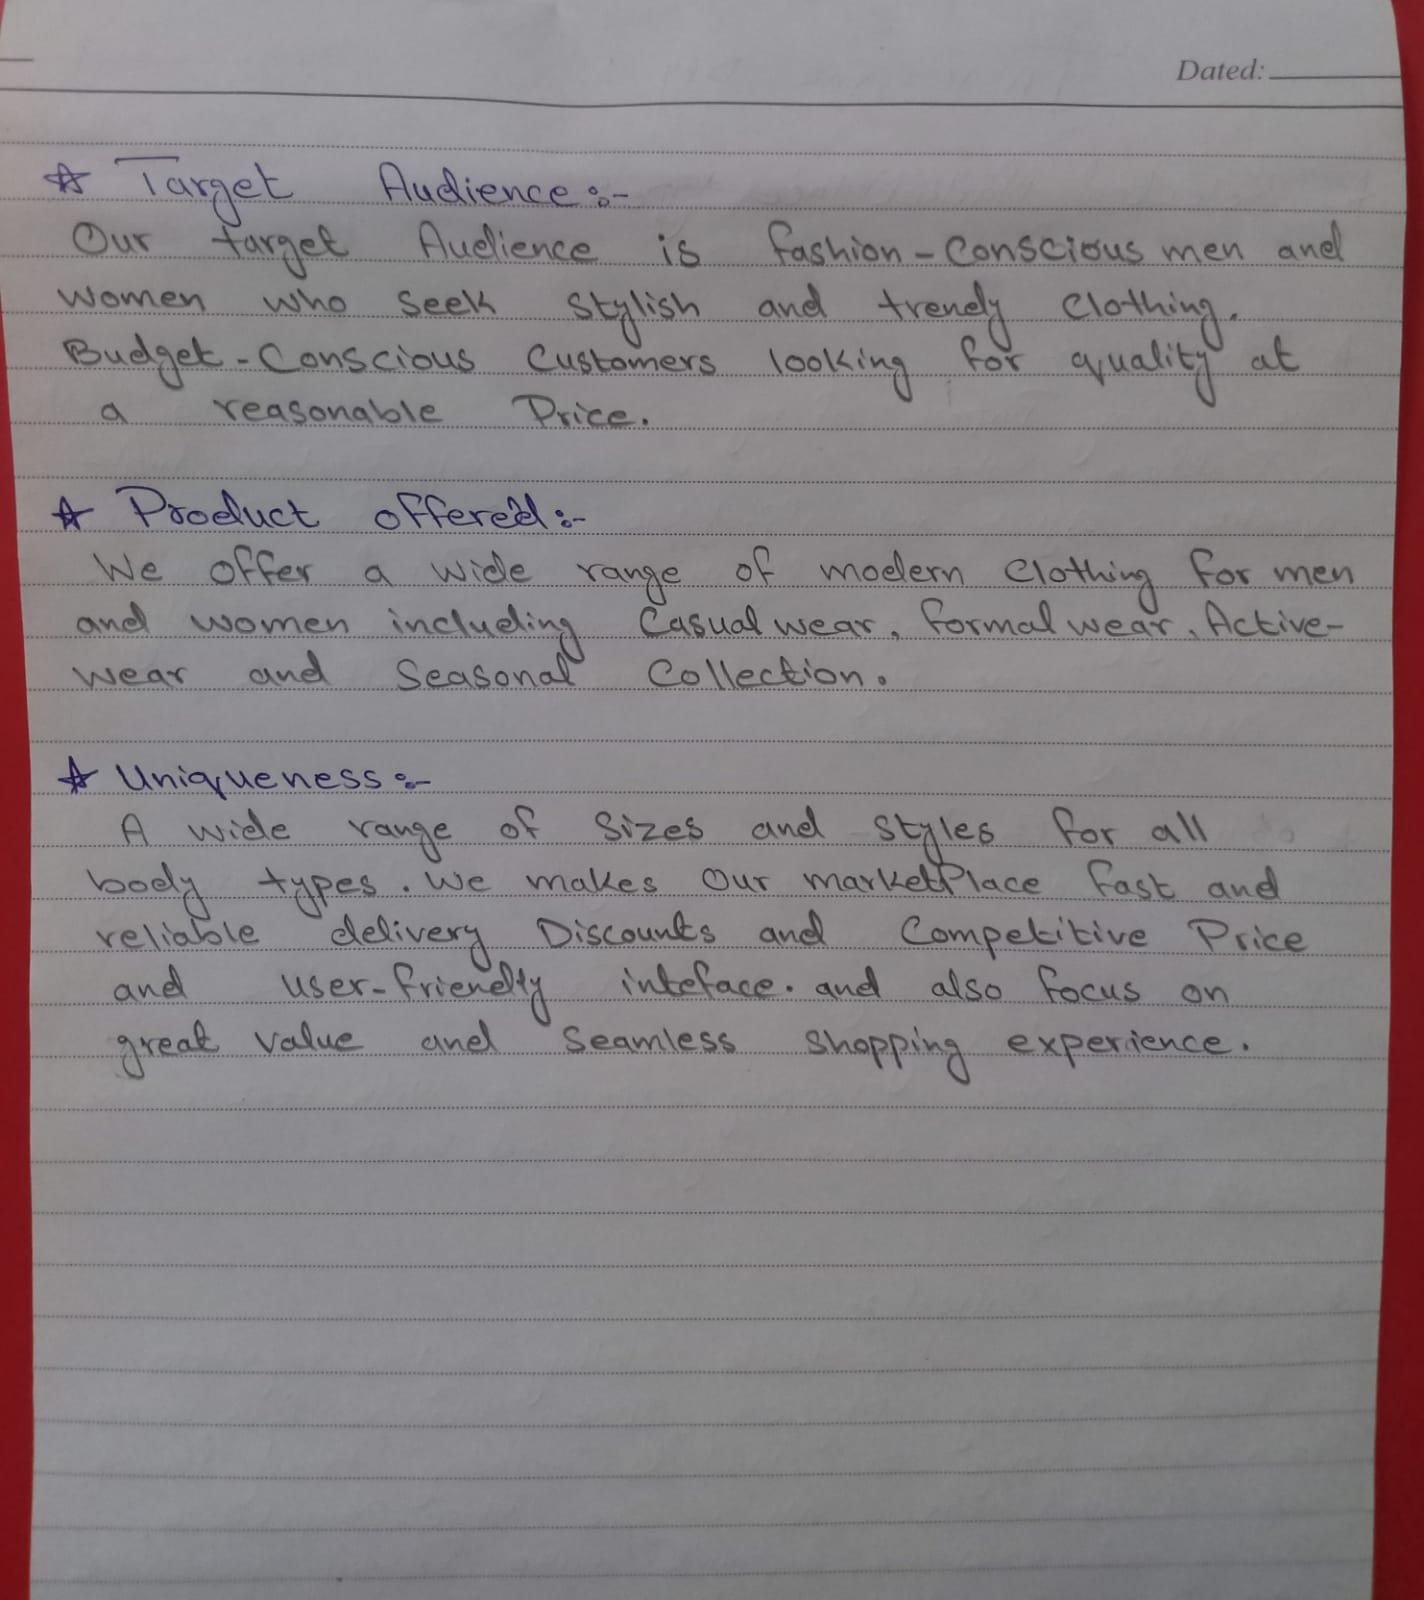 Dated:
☆ Target Audience:-
Our target Audience is fashion-Conscious men and
women who seek stylish and trendy clothing.
Budget-Conscious Customers looking for quality at
a reasonable Price.
☆ Product offered:-
We offer a wide range of modern clothing for men
and women including Casual wear, formal wear, Active-
wear and Seasonal Collection.
☆ Uniqueness:-
A wide range of Sizes and styles for all
body types. We makes our marketPlace fast and
reliable delivery Discounts and Competitive Price
and user-friendly inteface. and also focus on
great value and Seamless shopping experience.